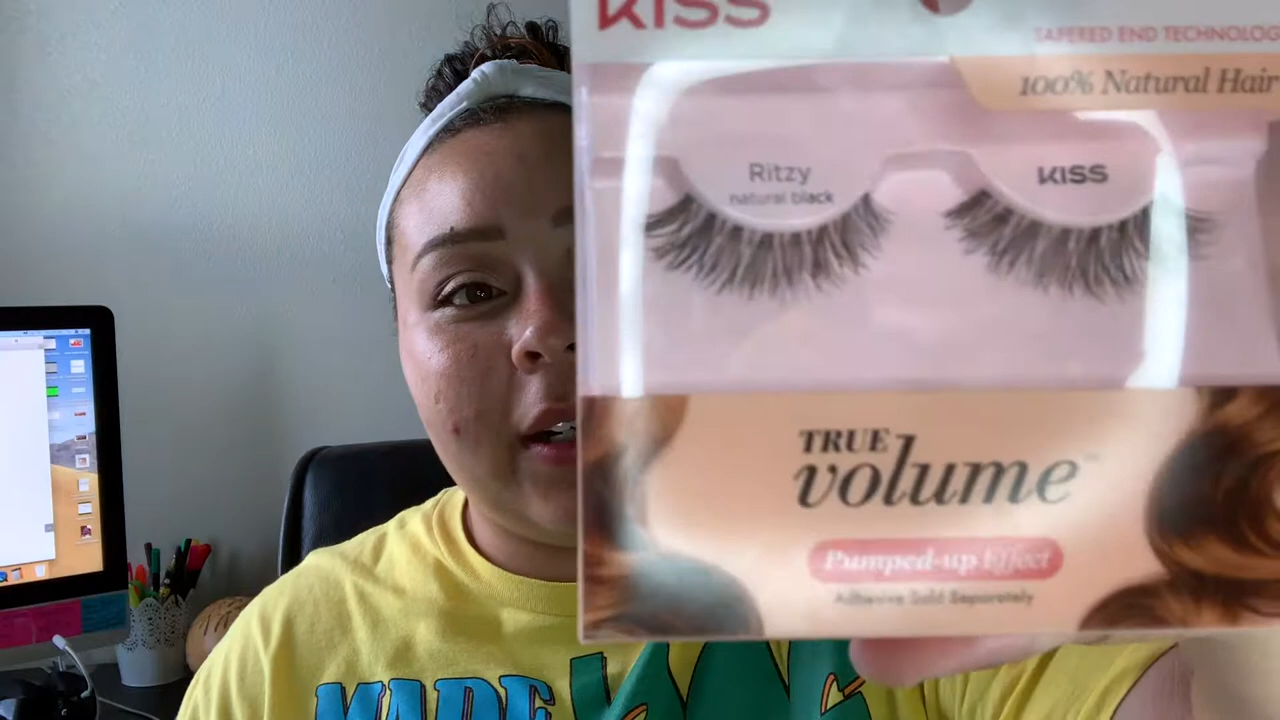 KISS
TAPERED END TECHNOLOG
100% Natural Hair
Ritzy
natural black
KISS
TRUE
volume
Pumped-up Effect
Adhesive Sold Separately
MADE